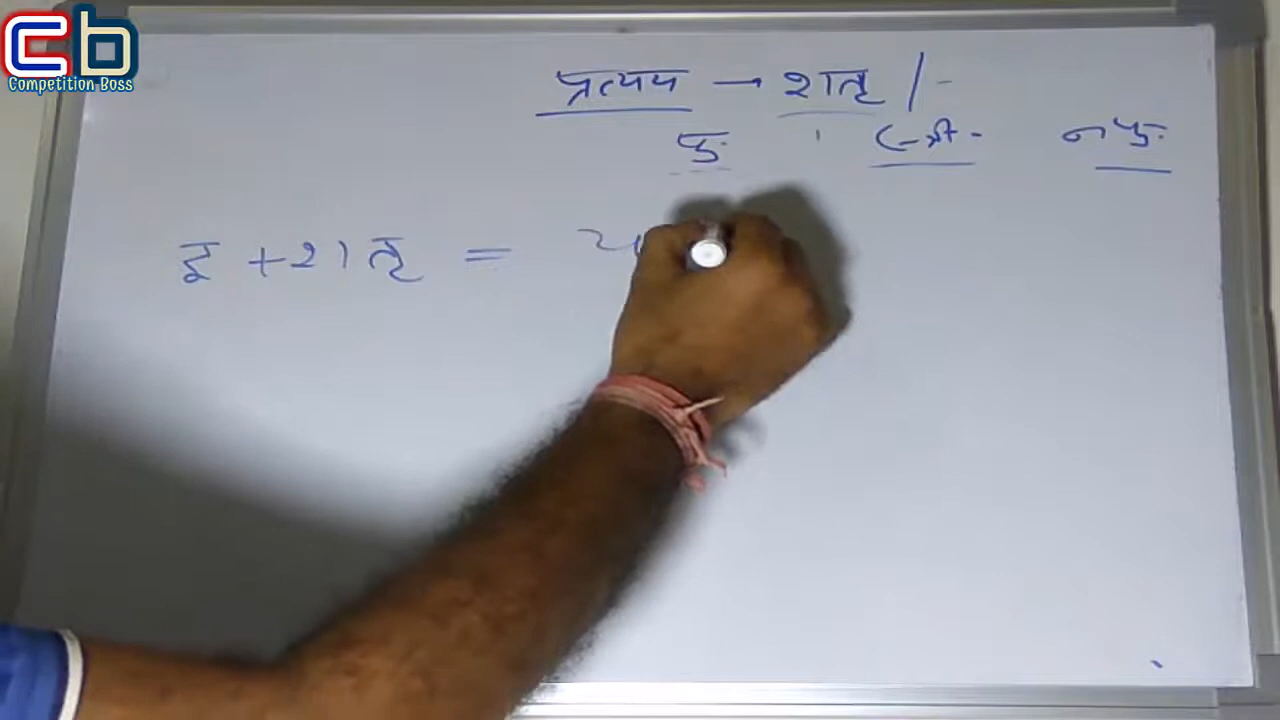 cb
Competition Boss
प्रत्यय → शतृ /-
पु. स्त्री- नपु.
इ + शतृ =